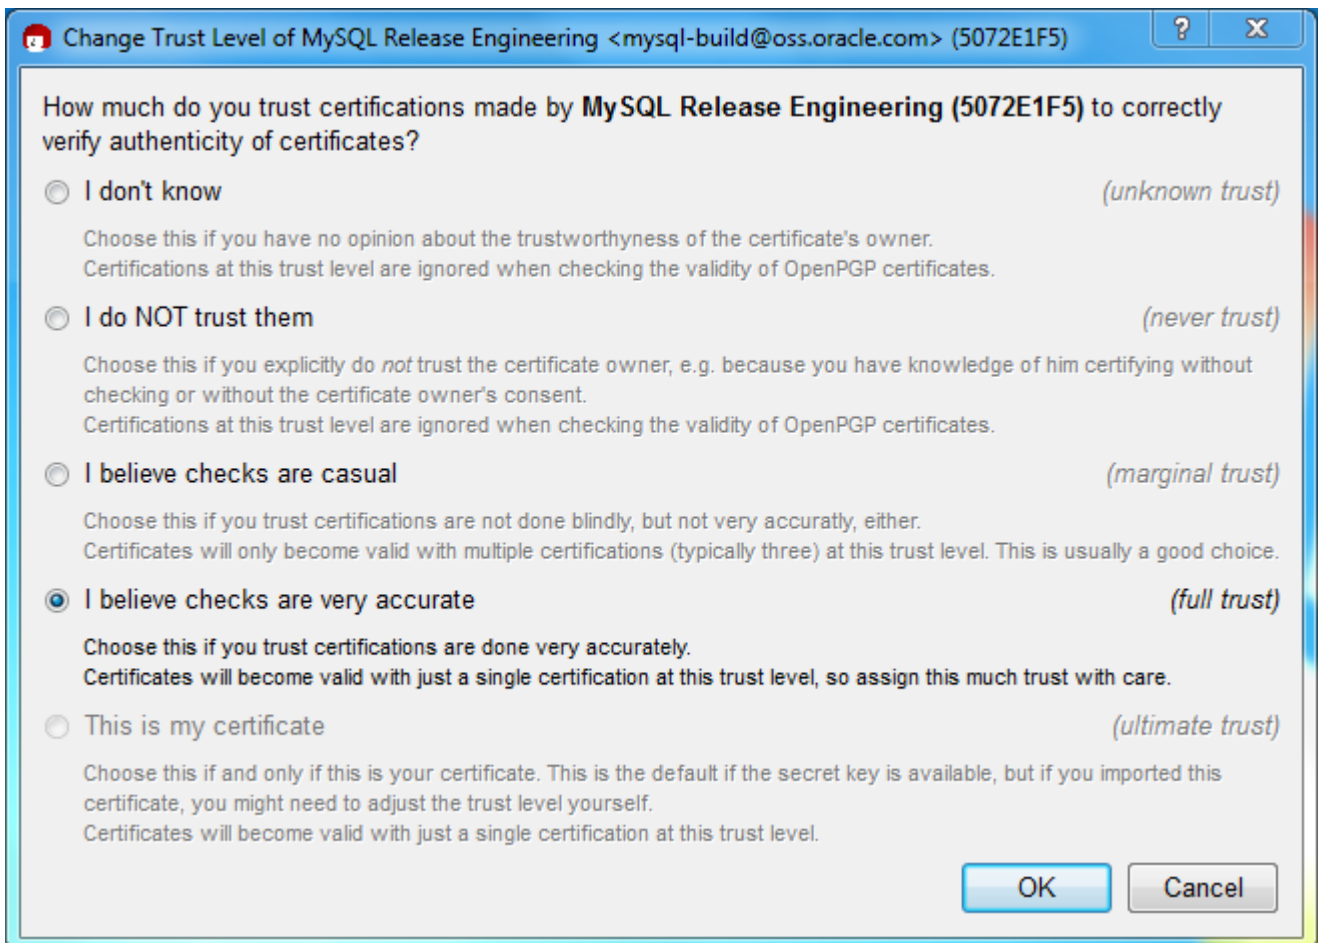 Change Trust Level of MySQL Release Engineering <mysql-build@oss.oracle.com> (5072E1F5)
?
How much do you trust certifications made by MySQL Release Engineering (5072E1F5) to correctly
verify authenticity of certificates?
I don't know (unknown trust)
Choose this if you have no opinion about the trustworthyness of the certificate's owner.
Certifications at this trust level are ignored when checking the validity of OpenPGP certificates.
I do NOT trust them (never trust)
Choose this if you explicitly do not trust the certificate owner, e.g. because you have knowledge of him certifying without
checking or without the certificate owner's consent.
Certifications at this trust level are ignored when checking the validity of OpenPGP certificates.
I believe checks are casual (marginal trust)
Choose this if you trust certifications are not done blindly, but not very accuratly, either.
Certificates will only become valid with multiple certifications (typically three) at this trust level. This is usually a good choice.
I believe checks are very accurate (full trust)
Choose this if you trust certifications are done very accurately.
Certificates will become valid with just a single certification at this trust level, so assign this much trust with care.
This is my certificate (ultimate trust)
Choose this if and only if this is your certificate. This is the default if the secret key is available, but if you imported this
certificate, you might need to adjust the trust level yourself.
Certificates will become valid with just a single certification at this trust level.
OK Cancel